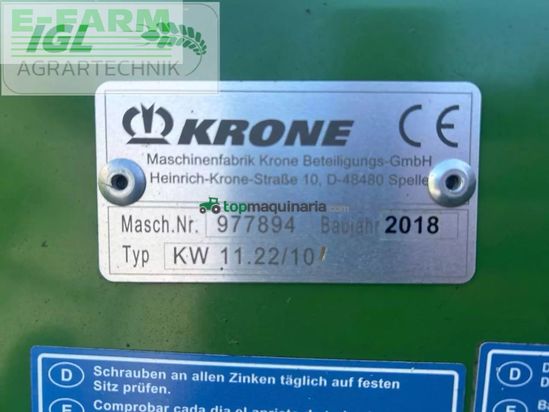 E-FARM
IGL
AGRARTECHNIK
KRONE CE
Maschinenfabrik Krone Beteiligungs-GmbH
Heinrich-Krone-Straße 10, D-48480 Spelle
topmaquinaria.com
Masch.Nr. 977894 Baujahr 2018
Typ KW 11.22/10
D Schrauben an allen Zinken täglich auf festen
Sitz prüfen.
E Comprobar cada día el apriete de
D
D
E